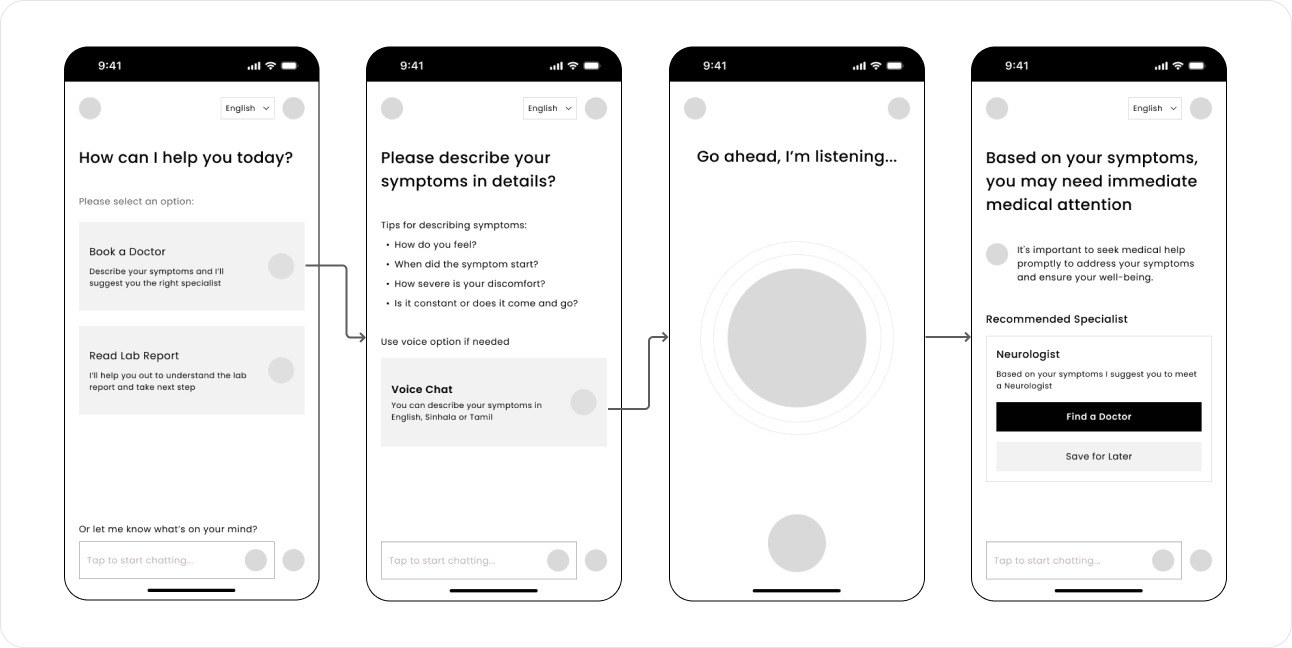 9:41
English
How can I help you today?
Please select an option:
Book a Doctor
Describe your symptoms and I'll
suggest you the right specialist
Read Lab Report
I'll help you out to understand the lab
report and take next step
Or let me know what's on your mind?
Tap to start chatting...
9:41
English
Please describe your
symptoms in details?
Tips for describing symptoms:
• How do you feel?
• When did the symptom start?
• How severe is your discomfort?
• Is it constant or does it come and go?
Use voice option if needed
Voice Chat
You can describe your symptoms in
English, Sinhala or Tamil
Tap to start chatting...
9:41
Go ahead, I'm listening...
9:41
English
Based on your symptoms,
you may need immediate
medical attention
It's important to seek medical help
promptly to address your symptoms
and ensure your well-being.
Recommended Specialist
Neurologist
Based on your symptoms I suggest you to meet
a Neurologist
Find a Doctor
Save for Later
Tap to start chatting...